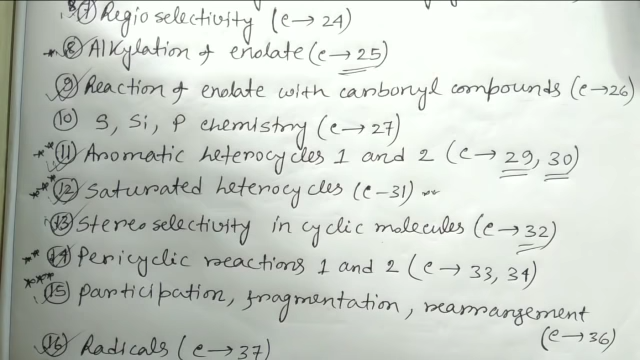 (7) Regioselectivity (c→24)
* (8) Alkylation of enolate (c→25)
(9) Reaction of enolate with carbonyl compounds (c→26)
(10) S, Si, P chemistry (c→27)
** (11) Aromatic heterocycles 1 and 2 (c→29, 30)
** (12) Saturated heterocycles (c-31) **
(13) Stereoselectivity in cyclic molecules (c→32)
** (14) Pericyclic reactions 1 and 2 (c→33, 34)
*** (15) Participation, fragmentation, rearrangement
(c→36)
(16) Radicals (c→37)